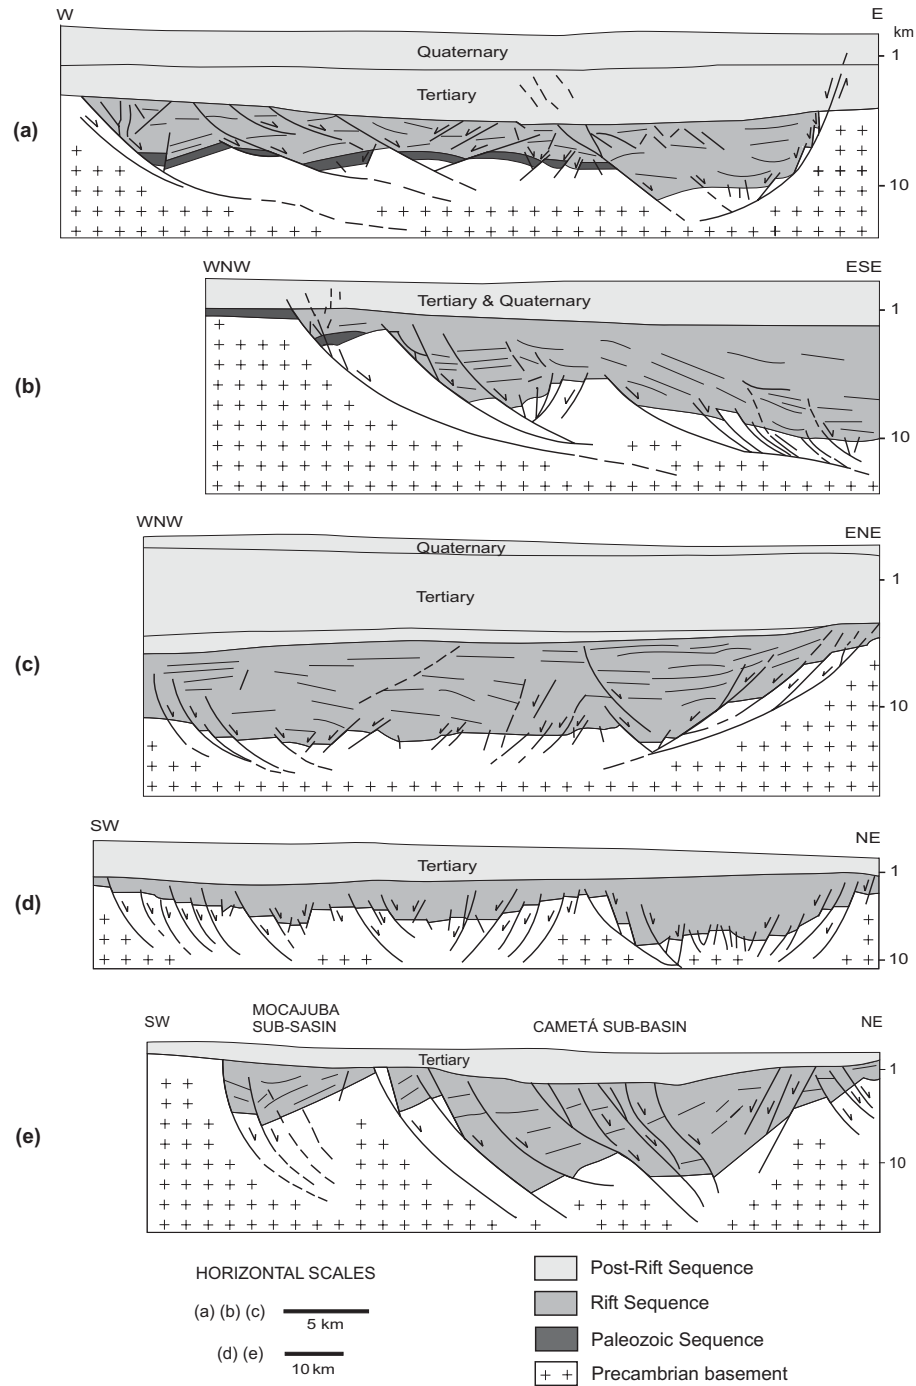 W
E
km
Quaternary
1
Tertiary
(a)
10
WNW
ESE
Tertiary & Quaternary
1
(b)
10
WNW
ENE
Quaternary
1
Tertiary
(c)
10
SW
NE
Tertiary
1
(d)
10
MOCAJUBA
SUB-SASIN
SW
CAMETÁ SUB-BASIN
NE
Tertiary
1
(e)
10
HORIZONTAL SCALES
(a) (b) (c)
5 km
(d) (e)
10 km
Post-Rift Sequence
Rift Sequence
Paleozoic Sequence
Precambrian basement